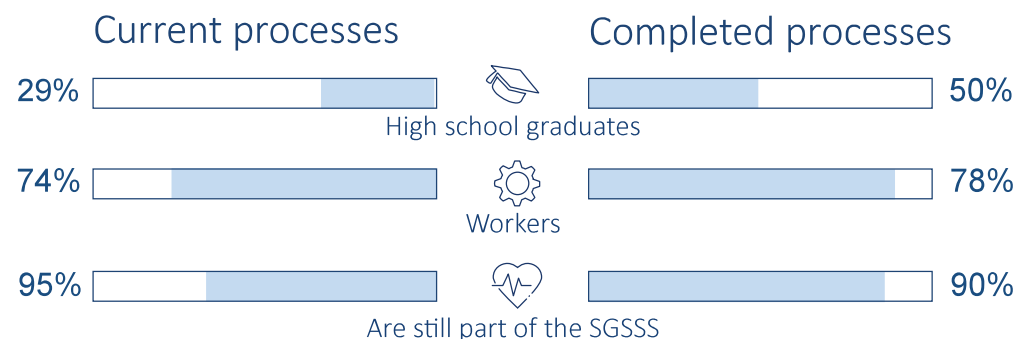 Current processes Completed processes
29% 50%
High school graduates
74% 78%
Workers
95% 90%
Are still part of the SGSSS